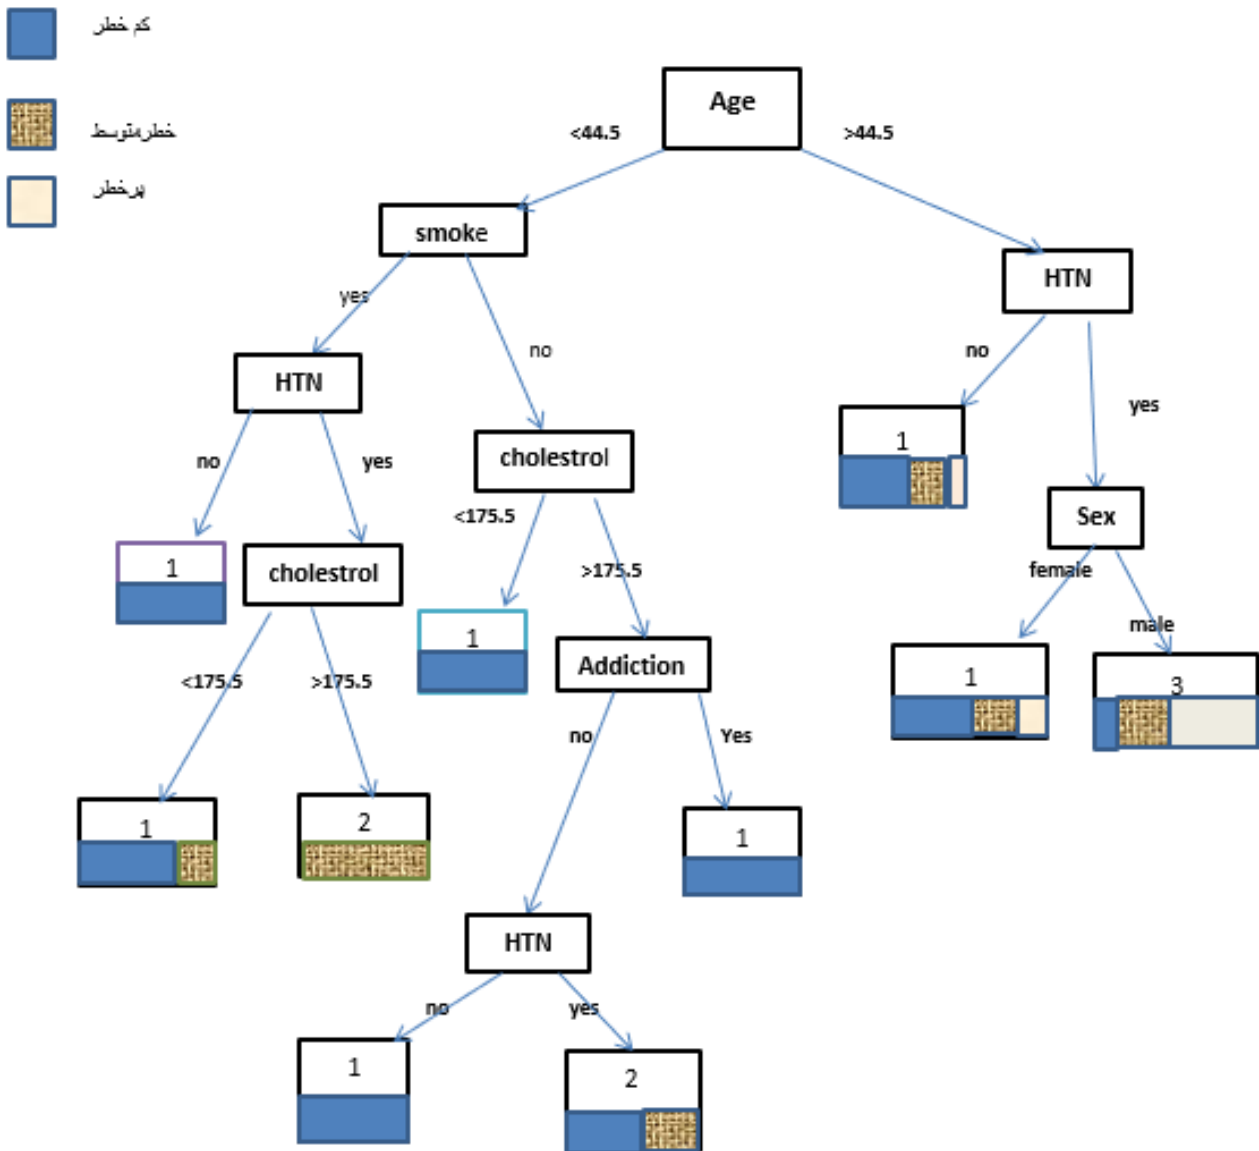 کم خطر
خطرمتوسط
پرخطر
Age
<44.5
>44.5
smoke
HTN
yes
no
no
yes
HTN
cholestrol
1
Sex
no
yes
<175.5
>175.5
female
male
1
cholestrol
1
Addiction
1
3
<175.5
>175.5
no
Yes
1
2
1
HTN
no
yes
1
2